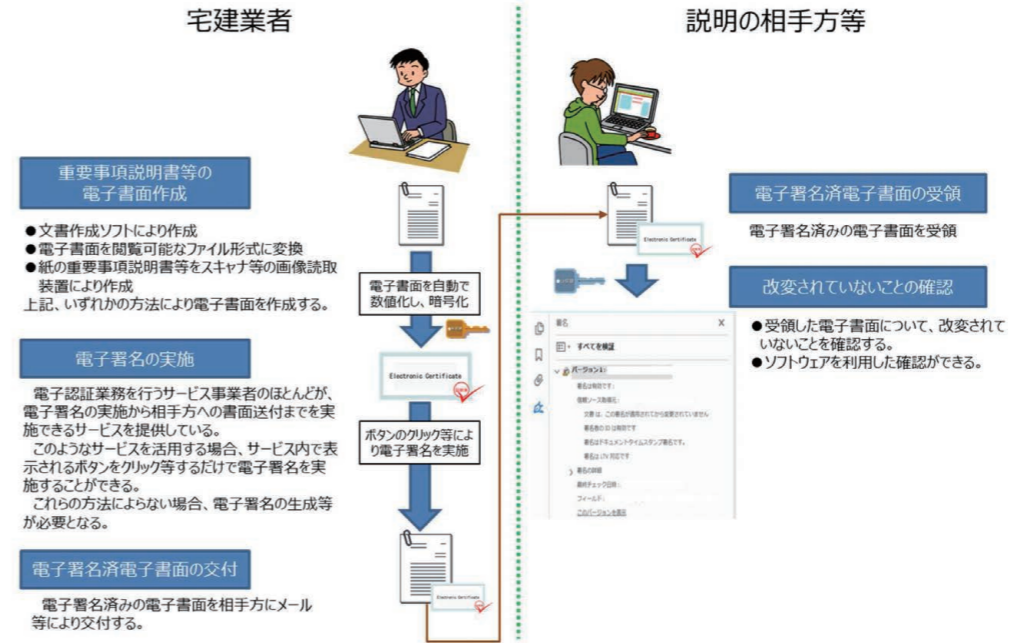 宅建業者
説明の相手方等
重要事項説明書等の
電子書面作成
●文書作成ソフトにより作成
●電子書面を閲覧可能なファイル形式に変換
●紙の重要事項説明書等をスキャナ等の画像読取
装置により作成
上記、いずれかの方法により電子書面を作成する。
電子書面を自動で
数値化し、暗号化
電子署名の実施
電子認証業務を行うサービス事業者のほとんどが、
電子署名の実施から相手方への書面送付までを実
施できるサービスを提供している。
このようなサービスを活用する場合、サービス内で表
示されるボタンをクリック等するだけで電子署名を実
施することができる。
これらの方法によらない場合、電子署名の生成等
が必要となる。
Electronic Certificate
ボタンのクリック等によ
り電子署名を実施
電子署名済電子書面の交付
電子署名済みの電子書面を相手方にメール
等により交付する。
Electronic Certificate
Electronic Certificate
電子署名済電子書面の受領
電子署名済みの電子書面を受領
改変されていないことの確認
●受領した電子書面について、改変されて
いないことを確認する。
●ソフトウェアを利用した確認ができる。
署名
X
すべてを検証
バージョン1:
署名は有効です:
信頼ソース取得元:
文書 は、この署名が適用されてから変更されていません
署名者の ID は有効です
署名はドキュメントタイムスタンプ署名です。
署名は LTV 対応です
署名の詳細
最終チェック日時:
フィールド:
このバージョンを表示